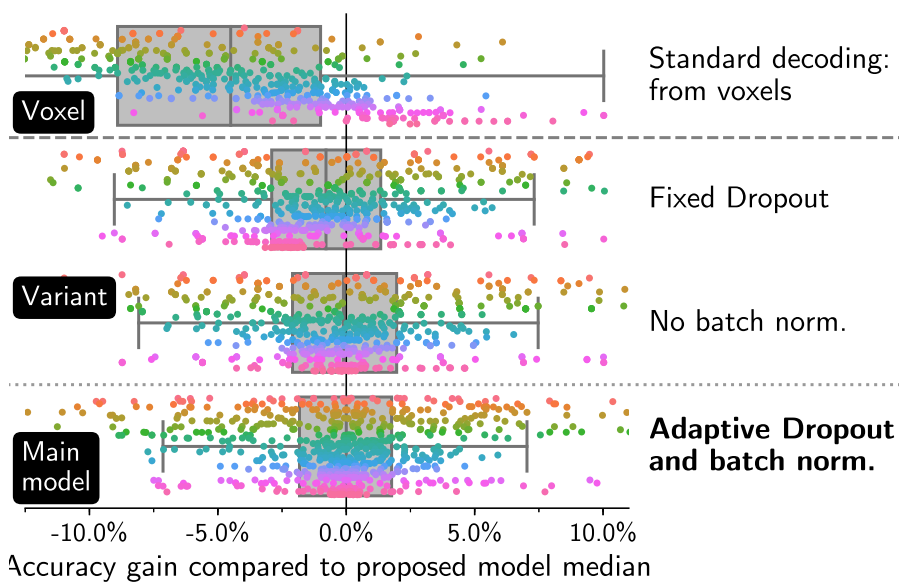 Standard decoding:
from voxels
Voxel
Fixed Dropout
Variant
No batch norm.
Main
model
Adaptive Dropout
and batch norm.
-10.0% -5.0% 0.0% 5.0% 10.0%
Accuracy gain compared to proposed model median